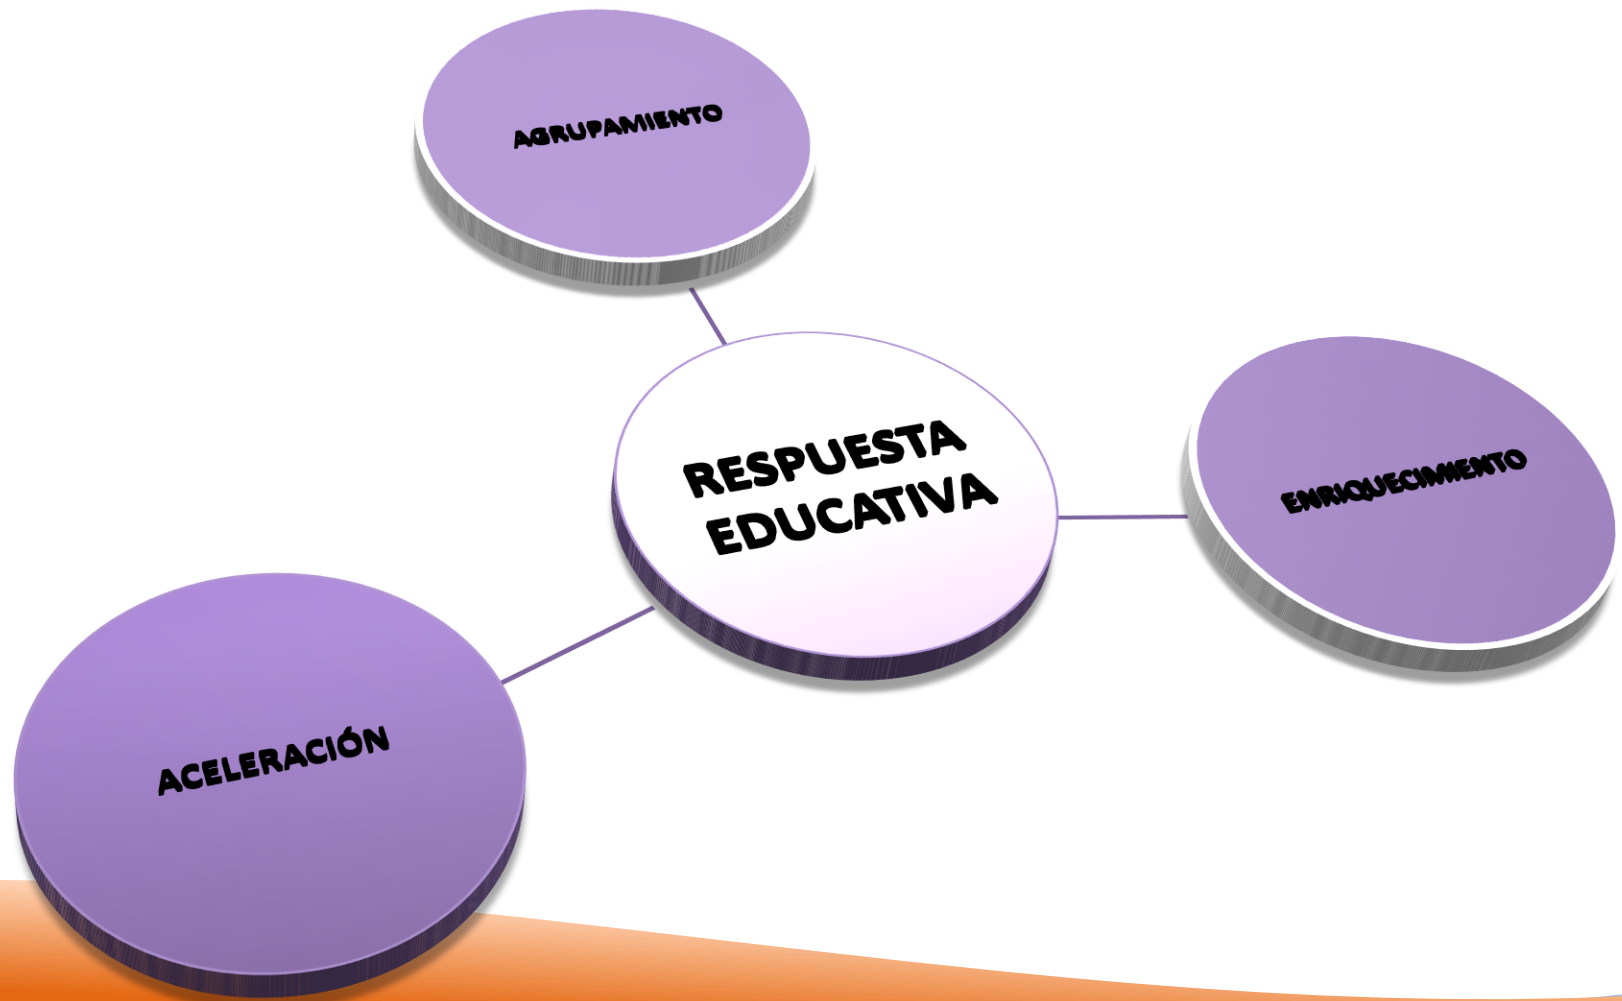 AGRUPAMIENTO
RESPUESTA
EDUCATIVA
ENRIQUECIMIENTO
ACELERACIÓN